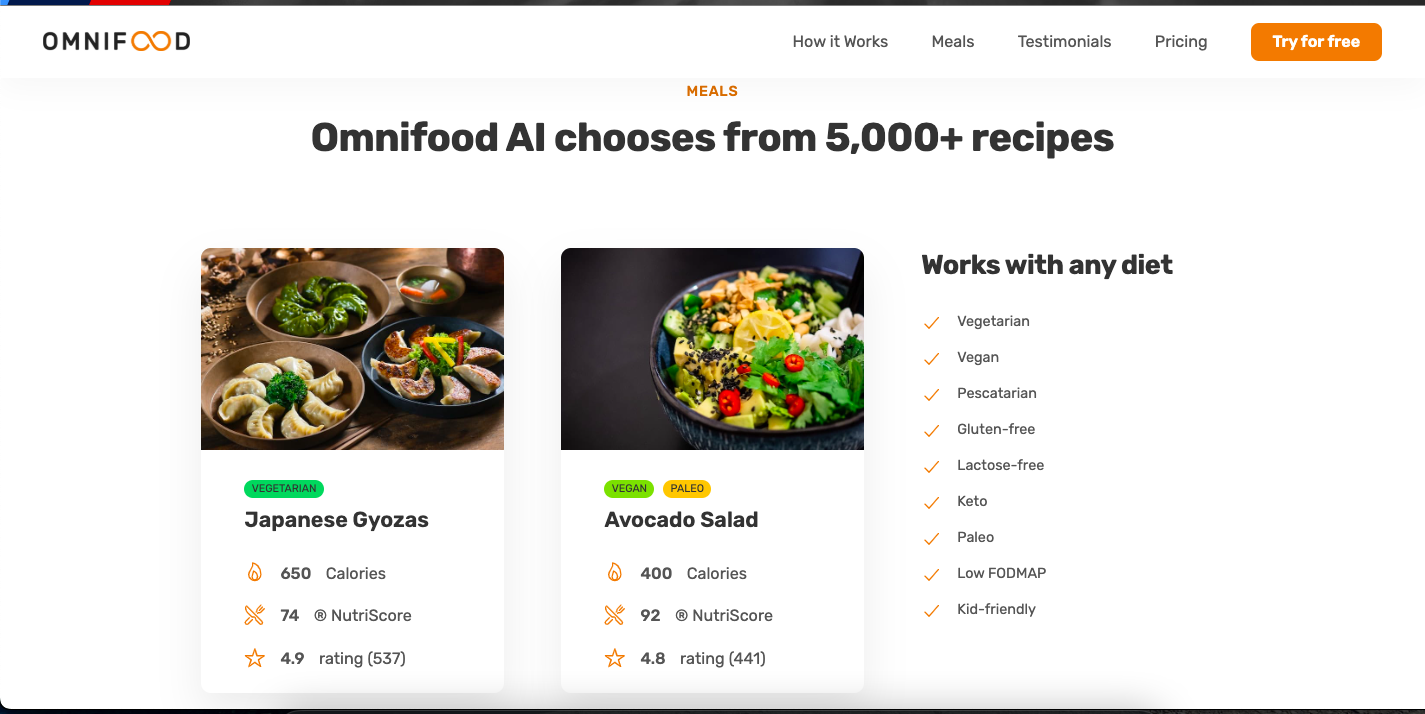 OMNIFOOD
How it Works
Meals
Testimonials
Pricing
Try for free
MEALS
Omnifood AI chooses from 5,000+ recipes
VEGETARIAN
Japanese Gyozas
650 Calories
74 ® NutriScore
4.9 rating (537)
VEGAN PALEO
Avocado Salad
400 Calories
92 ® NutriScore
4.8 rating (441)
Works with any diet
Vegetarian
Vegan
Pescatarian
Gluten-free
Lactose-free
Keto
Paleo
Low FODMAP
Kid-friendly